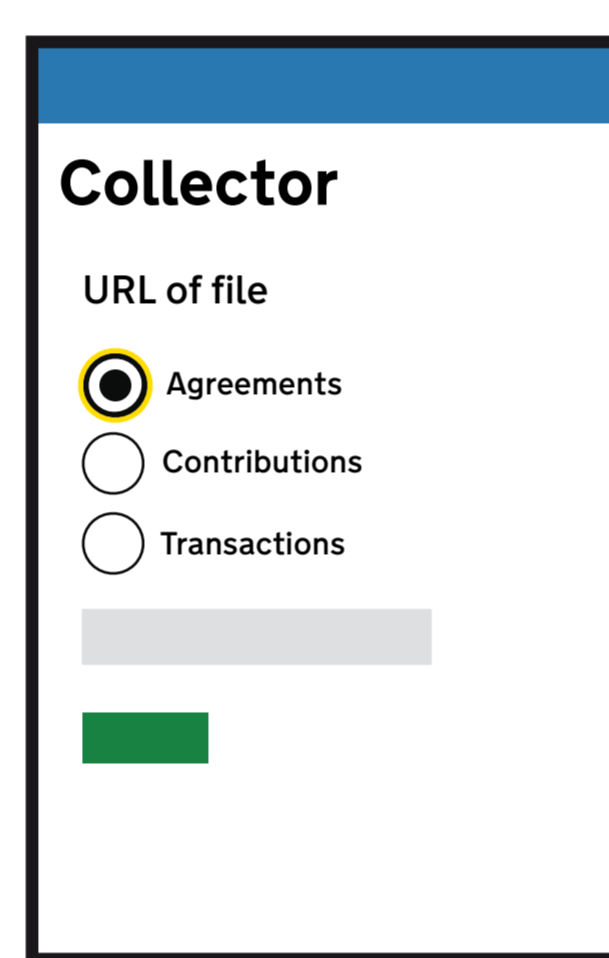 Collector
URL of file
Agreements
Contributions
Transactions